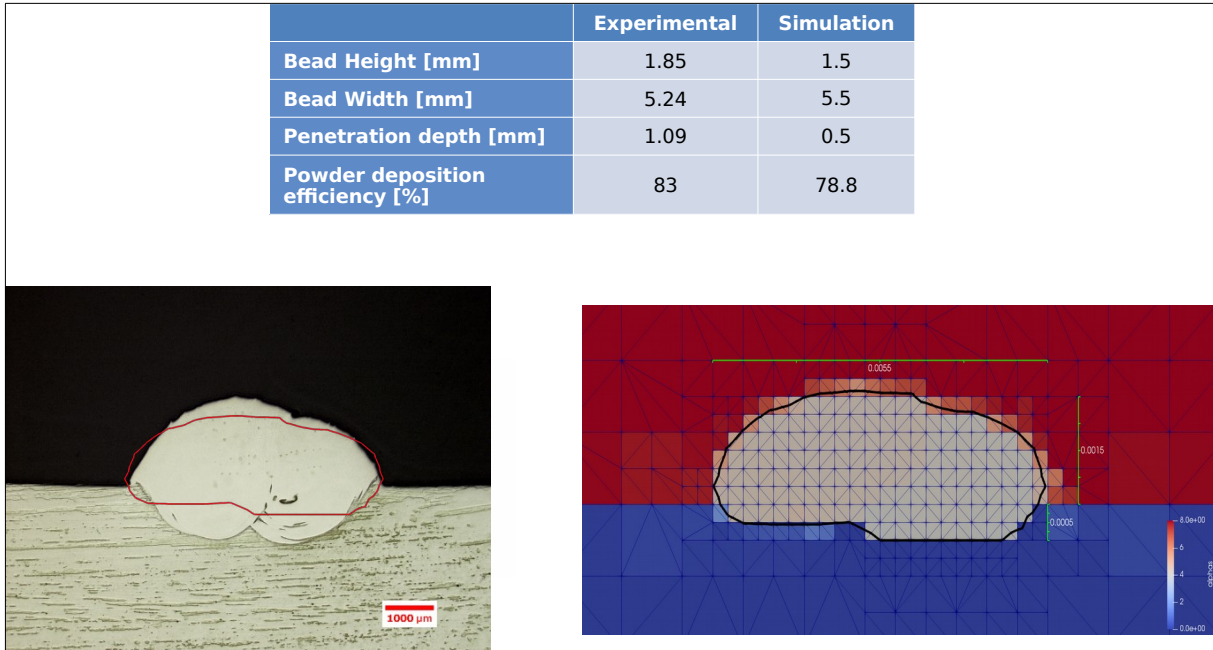 Experimental Simulation
Bead Height [mm] 1.85 1.5
Bead Width [mm] 5.24 5.5
Penetration depth [mm] 1.09 0.5
Powder deposition
efficiency [%] 83 78.8
0.0055
0.0015
0.0005
1000 µm
8.0e+00
6
4
2
0.0e+00
alphas